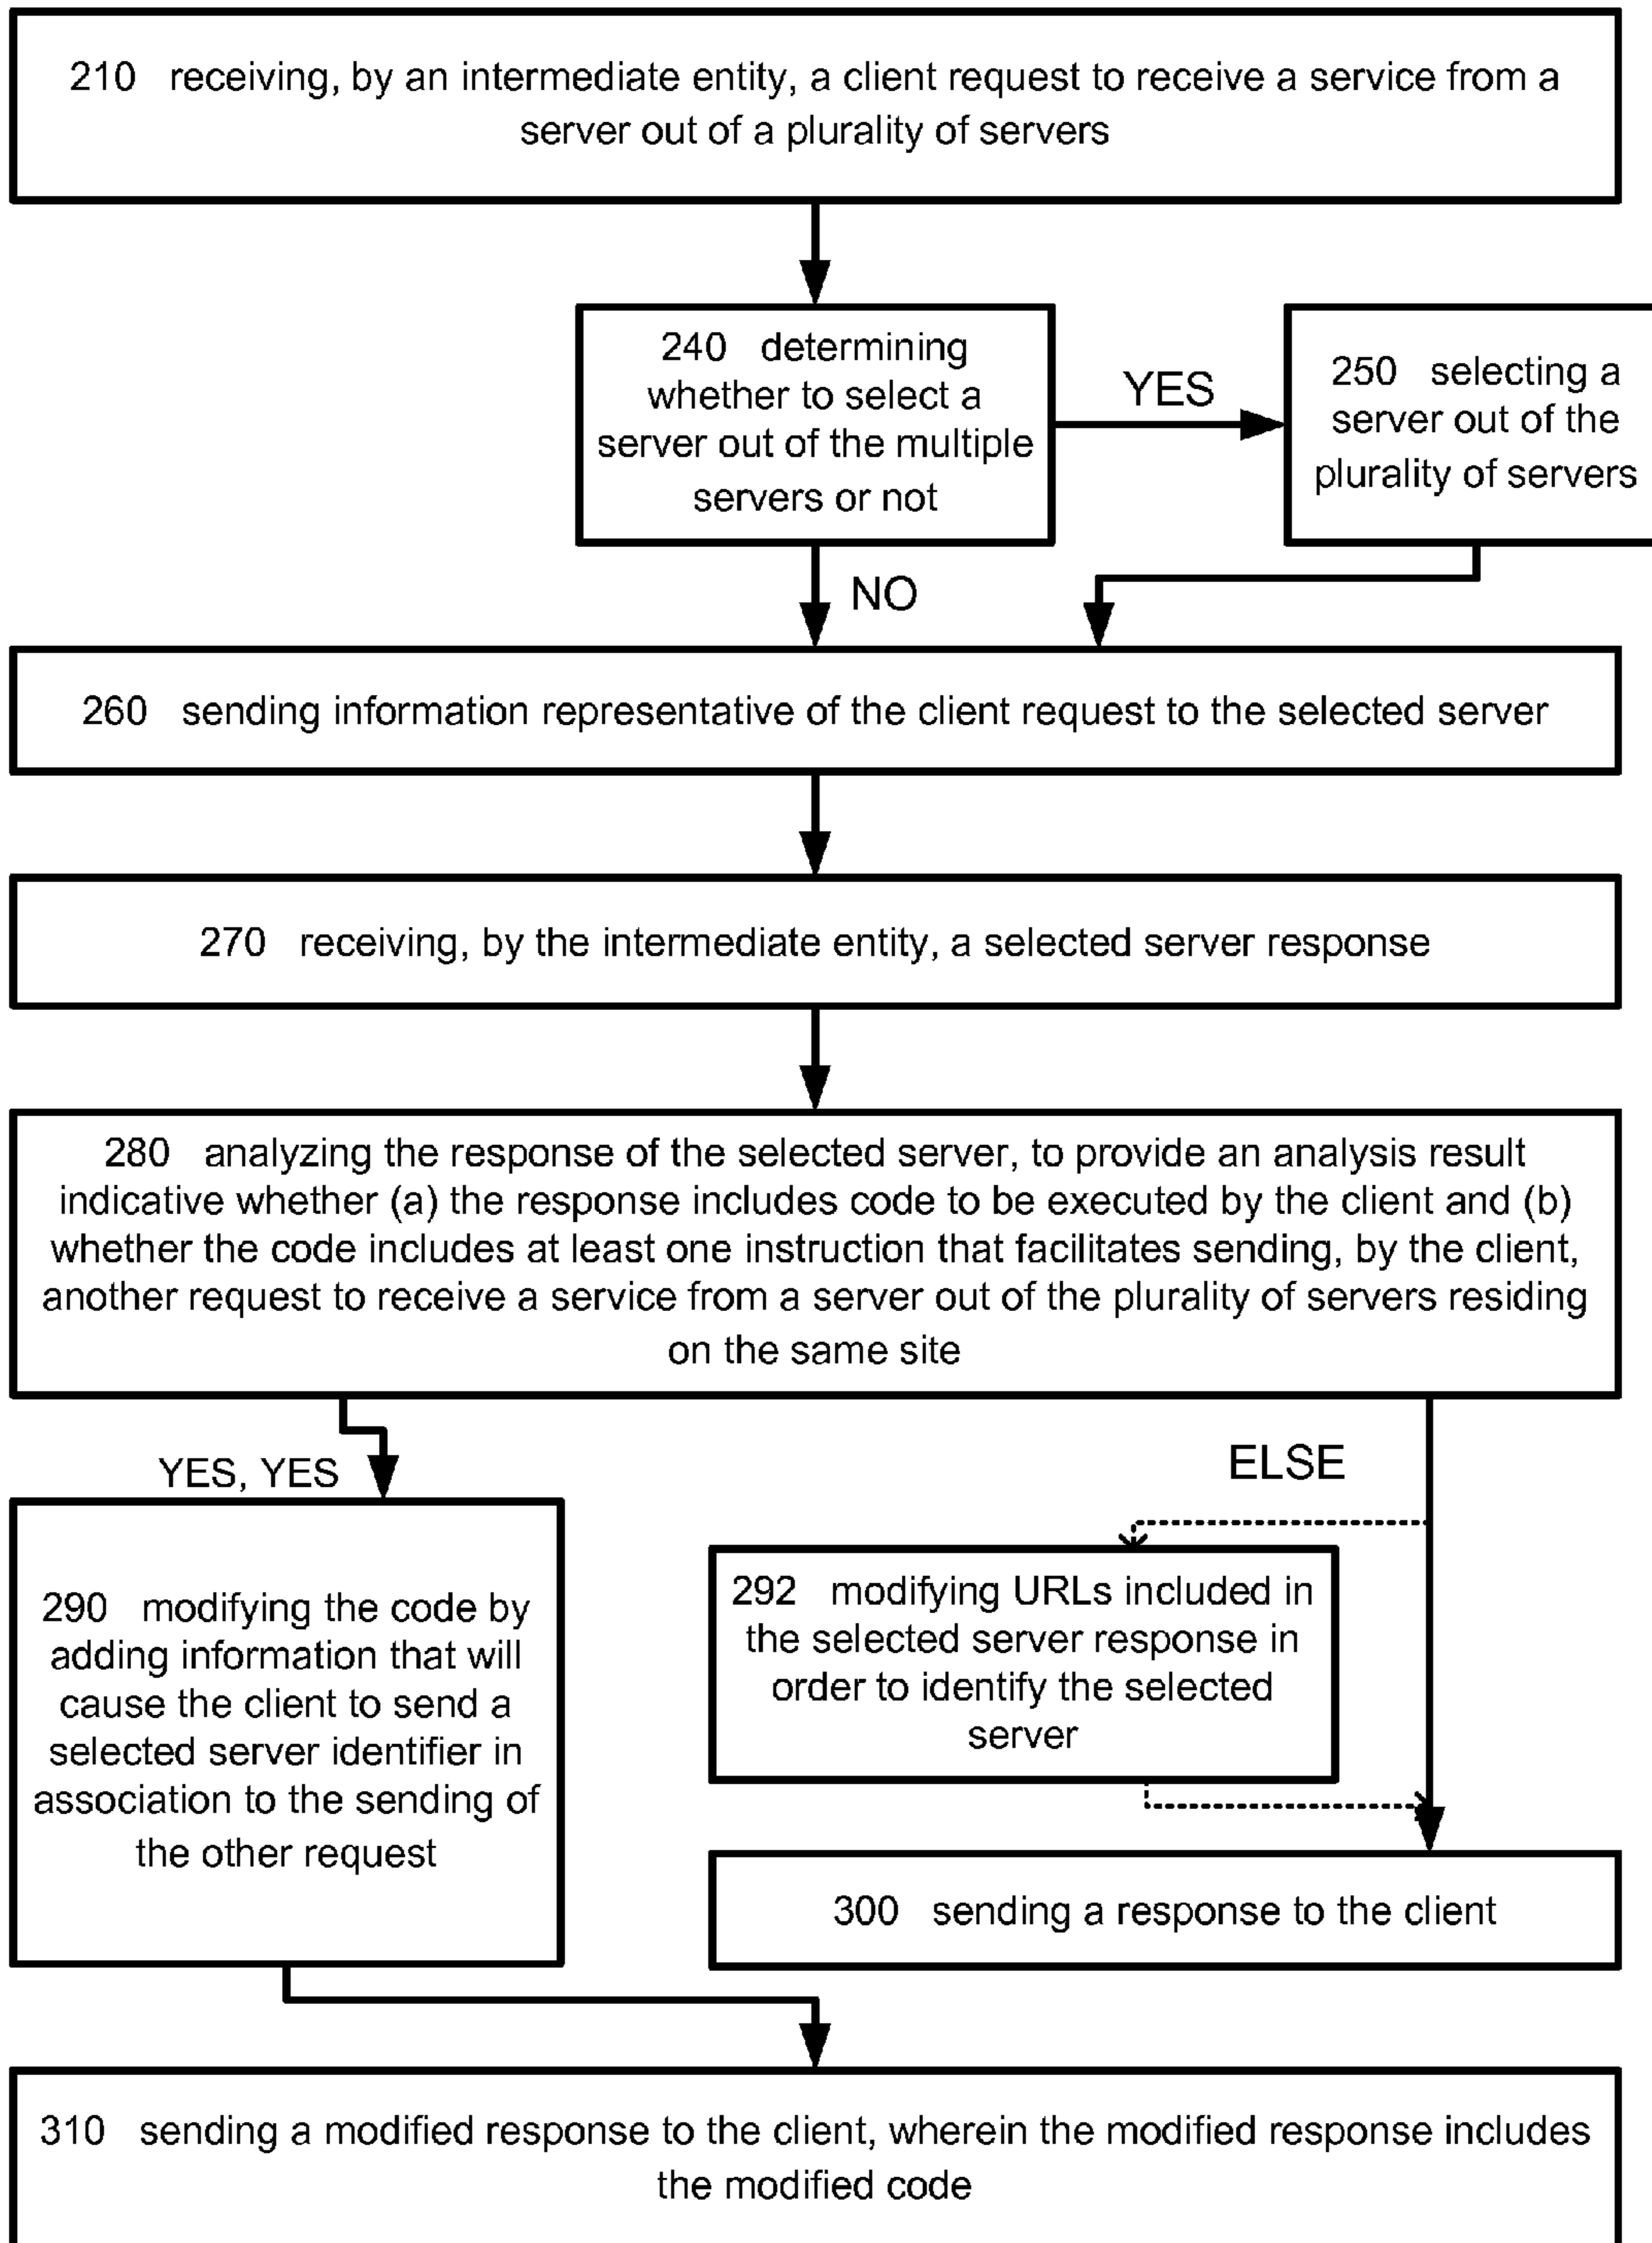 210 receiving, by an intermediate entity, a client request to receive a service from a
server out of a plurality of servers
240 determining
whether to select a
server out of the multiple
servers or not
YES
250 selecting a
server out of the
plurality of servers
NO
260 sending information representative of the client request to the selected server
270 receiving, by the intermediate entity, a selected server response
280 analyzing the response of the selected server, to provide an analysis result
indicative whether (a) the response includes code to be executed by the client and (b)
whether the code includes at least one instruction that facilitates sending, by the client,
another request to receive a service from a server out of the plurality of servers residing
on the same site
YES, YES
ELSE
290 modifying the code by
adding information that will
cause the client to send a
selected server identifier in
association to the sending of
the other request
292 modifying URLs included in
the selected server response in
order to identify the selected
server
300 sending a response to the client
310 sending a modified response to the client, wherein the modified response includes
the modified code